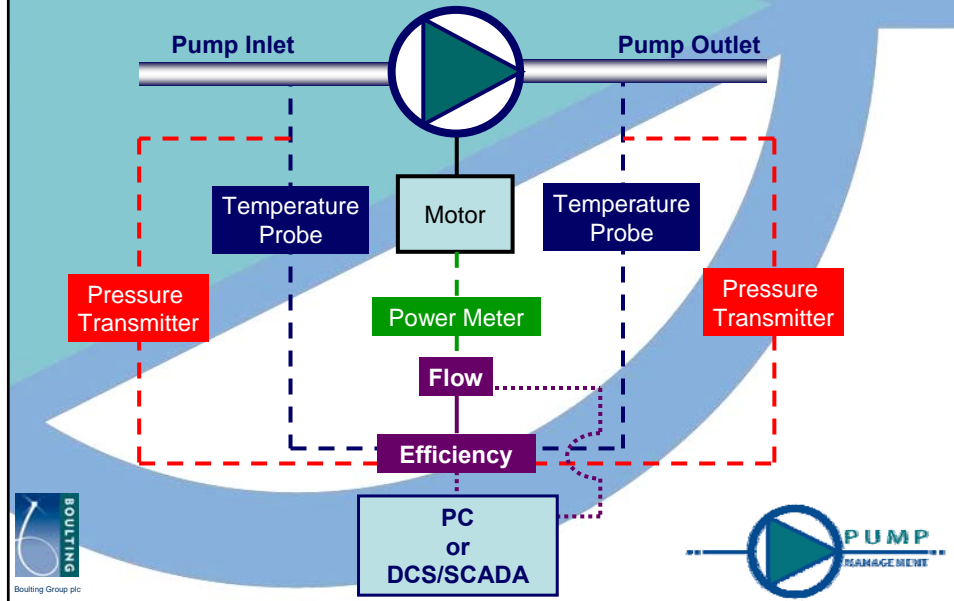 Pump Inlet
Pump Outlet
Temperature
Probe
Motor
Temperature
Probe
Pressure
Transmitter
Power Meter
Pressure
Transmitter
Flow
Efficiency
PC
or
DCS/SCADA
BOULTING
Boulting Group plc
PUMP
MANAGEMENT